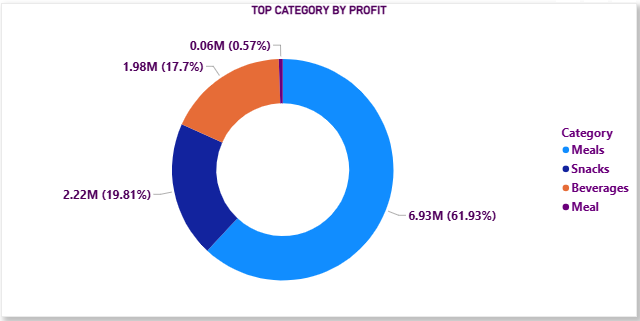 TOP CATEGORY BY PROFIT
0.06M (0.57%)
1.98M (17.7%)
2.22M (19.81%)
6.93M (61.93%)
Category
Meals
Snacks
Beverages
Meal